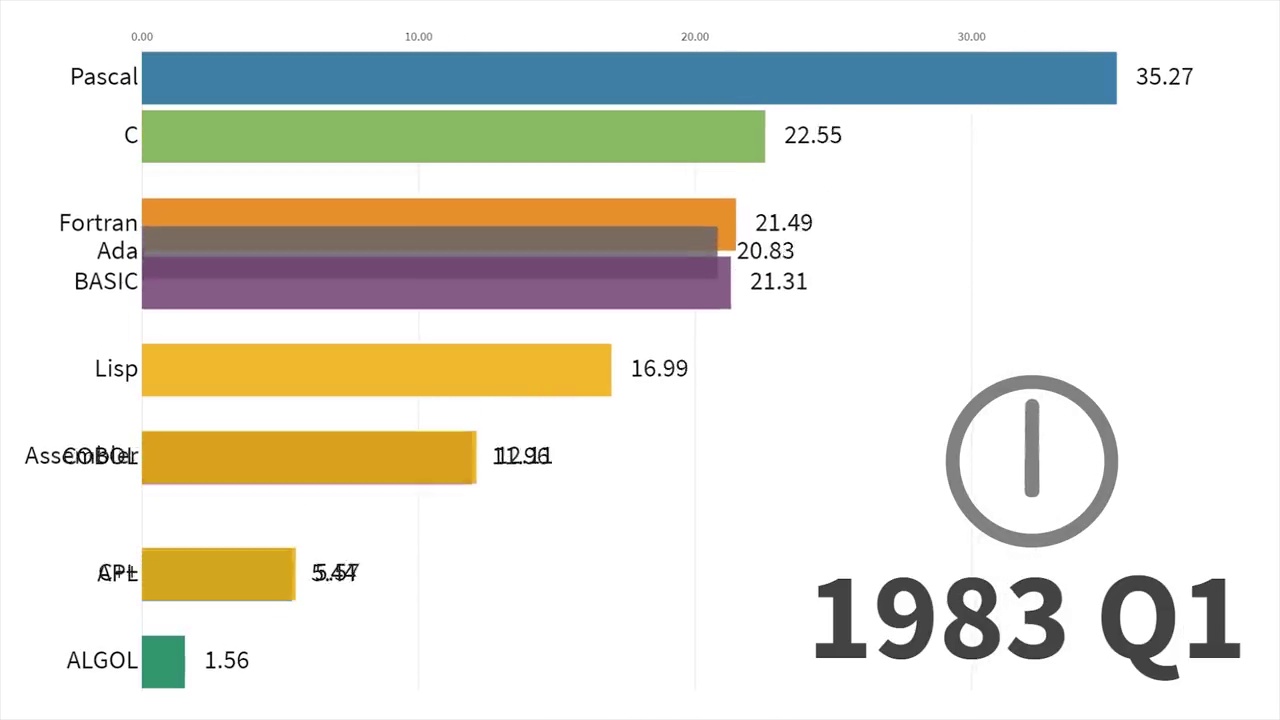 0.00 10.00 20.00 30.00
Pascal 35.27
C 22.55
Fortran 21.49
Ada 20.83
BASIC 21.31
Lisp 16.99
ALGOL 1.56
1983 Q1